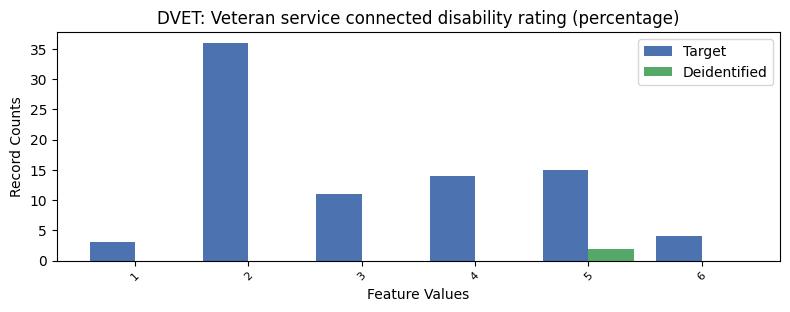 DVET: Veteran service connected disability rating (percentage)
Target
Deidentified
Record Counts
35
30
25
20
15
10
5
0
1 2 3 4 5 6
Feature Values